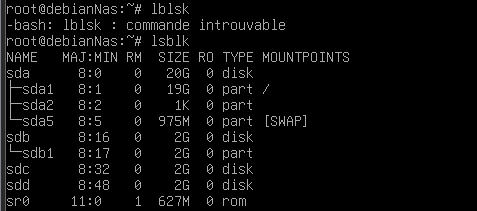 root@debianNas:~# lblsk
-bash: lblsk : commande introuvable
root@debianNas:~# lsblk
NAME   MAJ:MIN RM  SIZE RO TYPE MOUNTPOINTS
sda      8:0    0   20G  0 disk
├─sda1   8:1    0   19G  0 part /
├─sda2   8:2    0    1K  0 part
└─sda5   8:5    0  975M  0 part [SWAP]
sdb      8:16   0    2G  0 disk
└─sdb1   8:17   0    2G  0 part
sdc      8:32   0    2G  0 disk
sdd      8:48   0    2G  0 disk
sr0     11:0    1  627M  0 rom